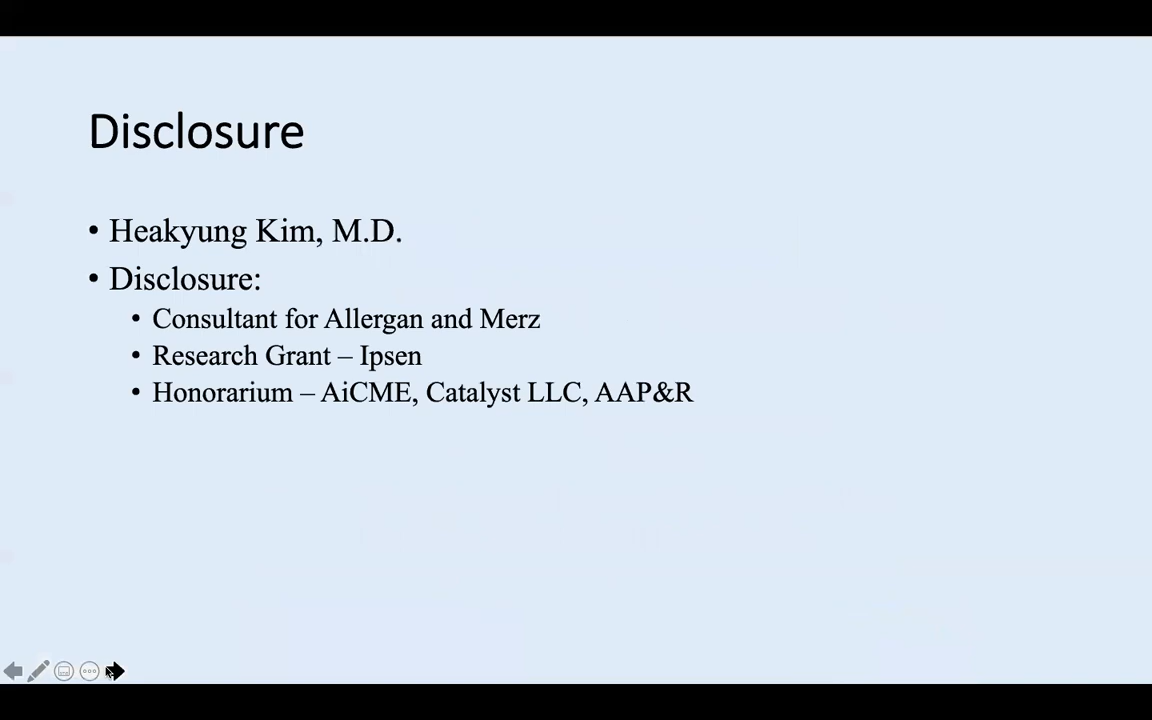 Disclosure
• Heakyung Kim, M.D.
• Disclosure:
• Consultant for Allergan and Merz
• Research Grant – Ipsen
• Honorarium – AiCME, Catalyst LLC, AAP&R